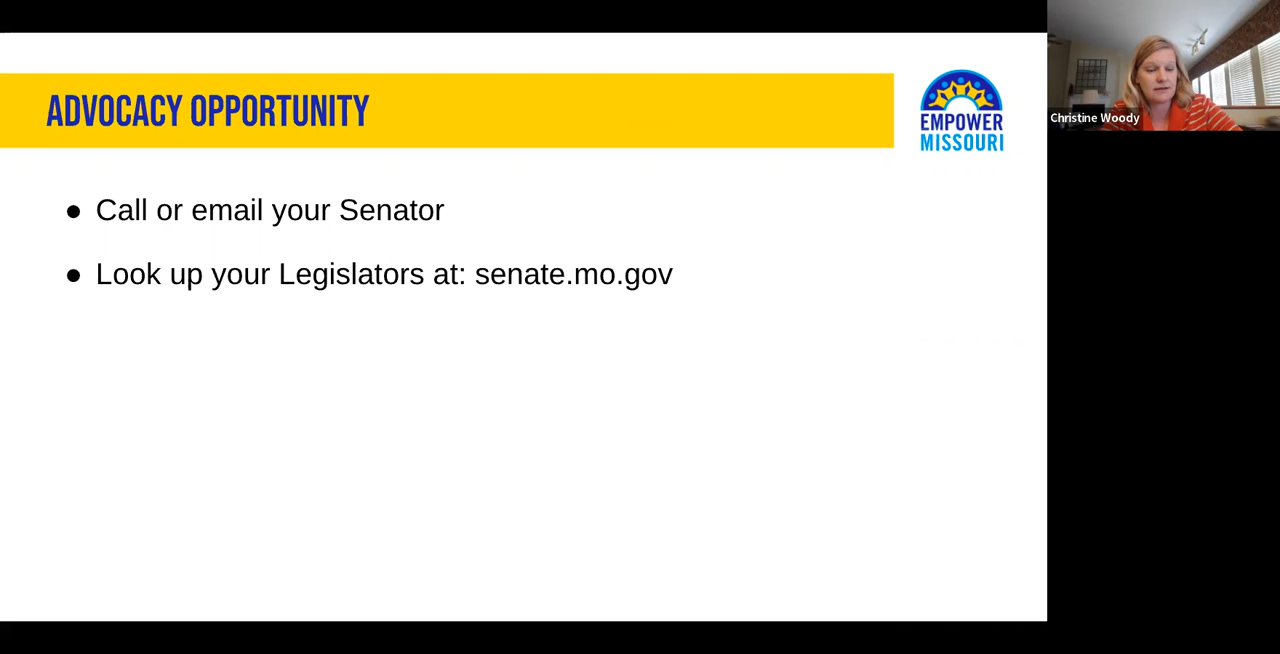 ADVOCACY OPPORTUNITY
EMPOWER
MISSOURI
Christine Woody
● Call or email your Senator
● Look up your Legislators at: senate.mo.gov